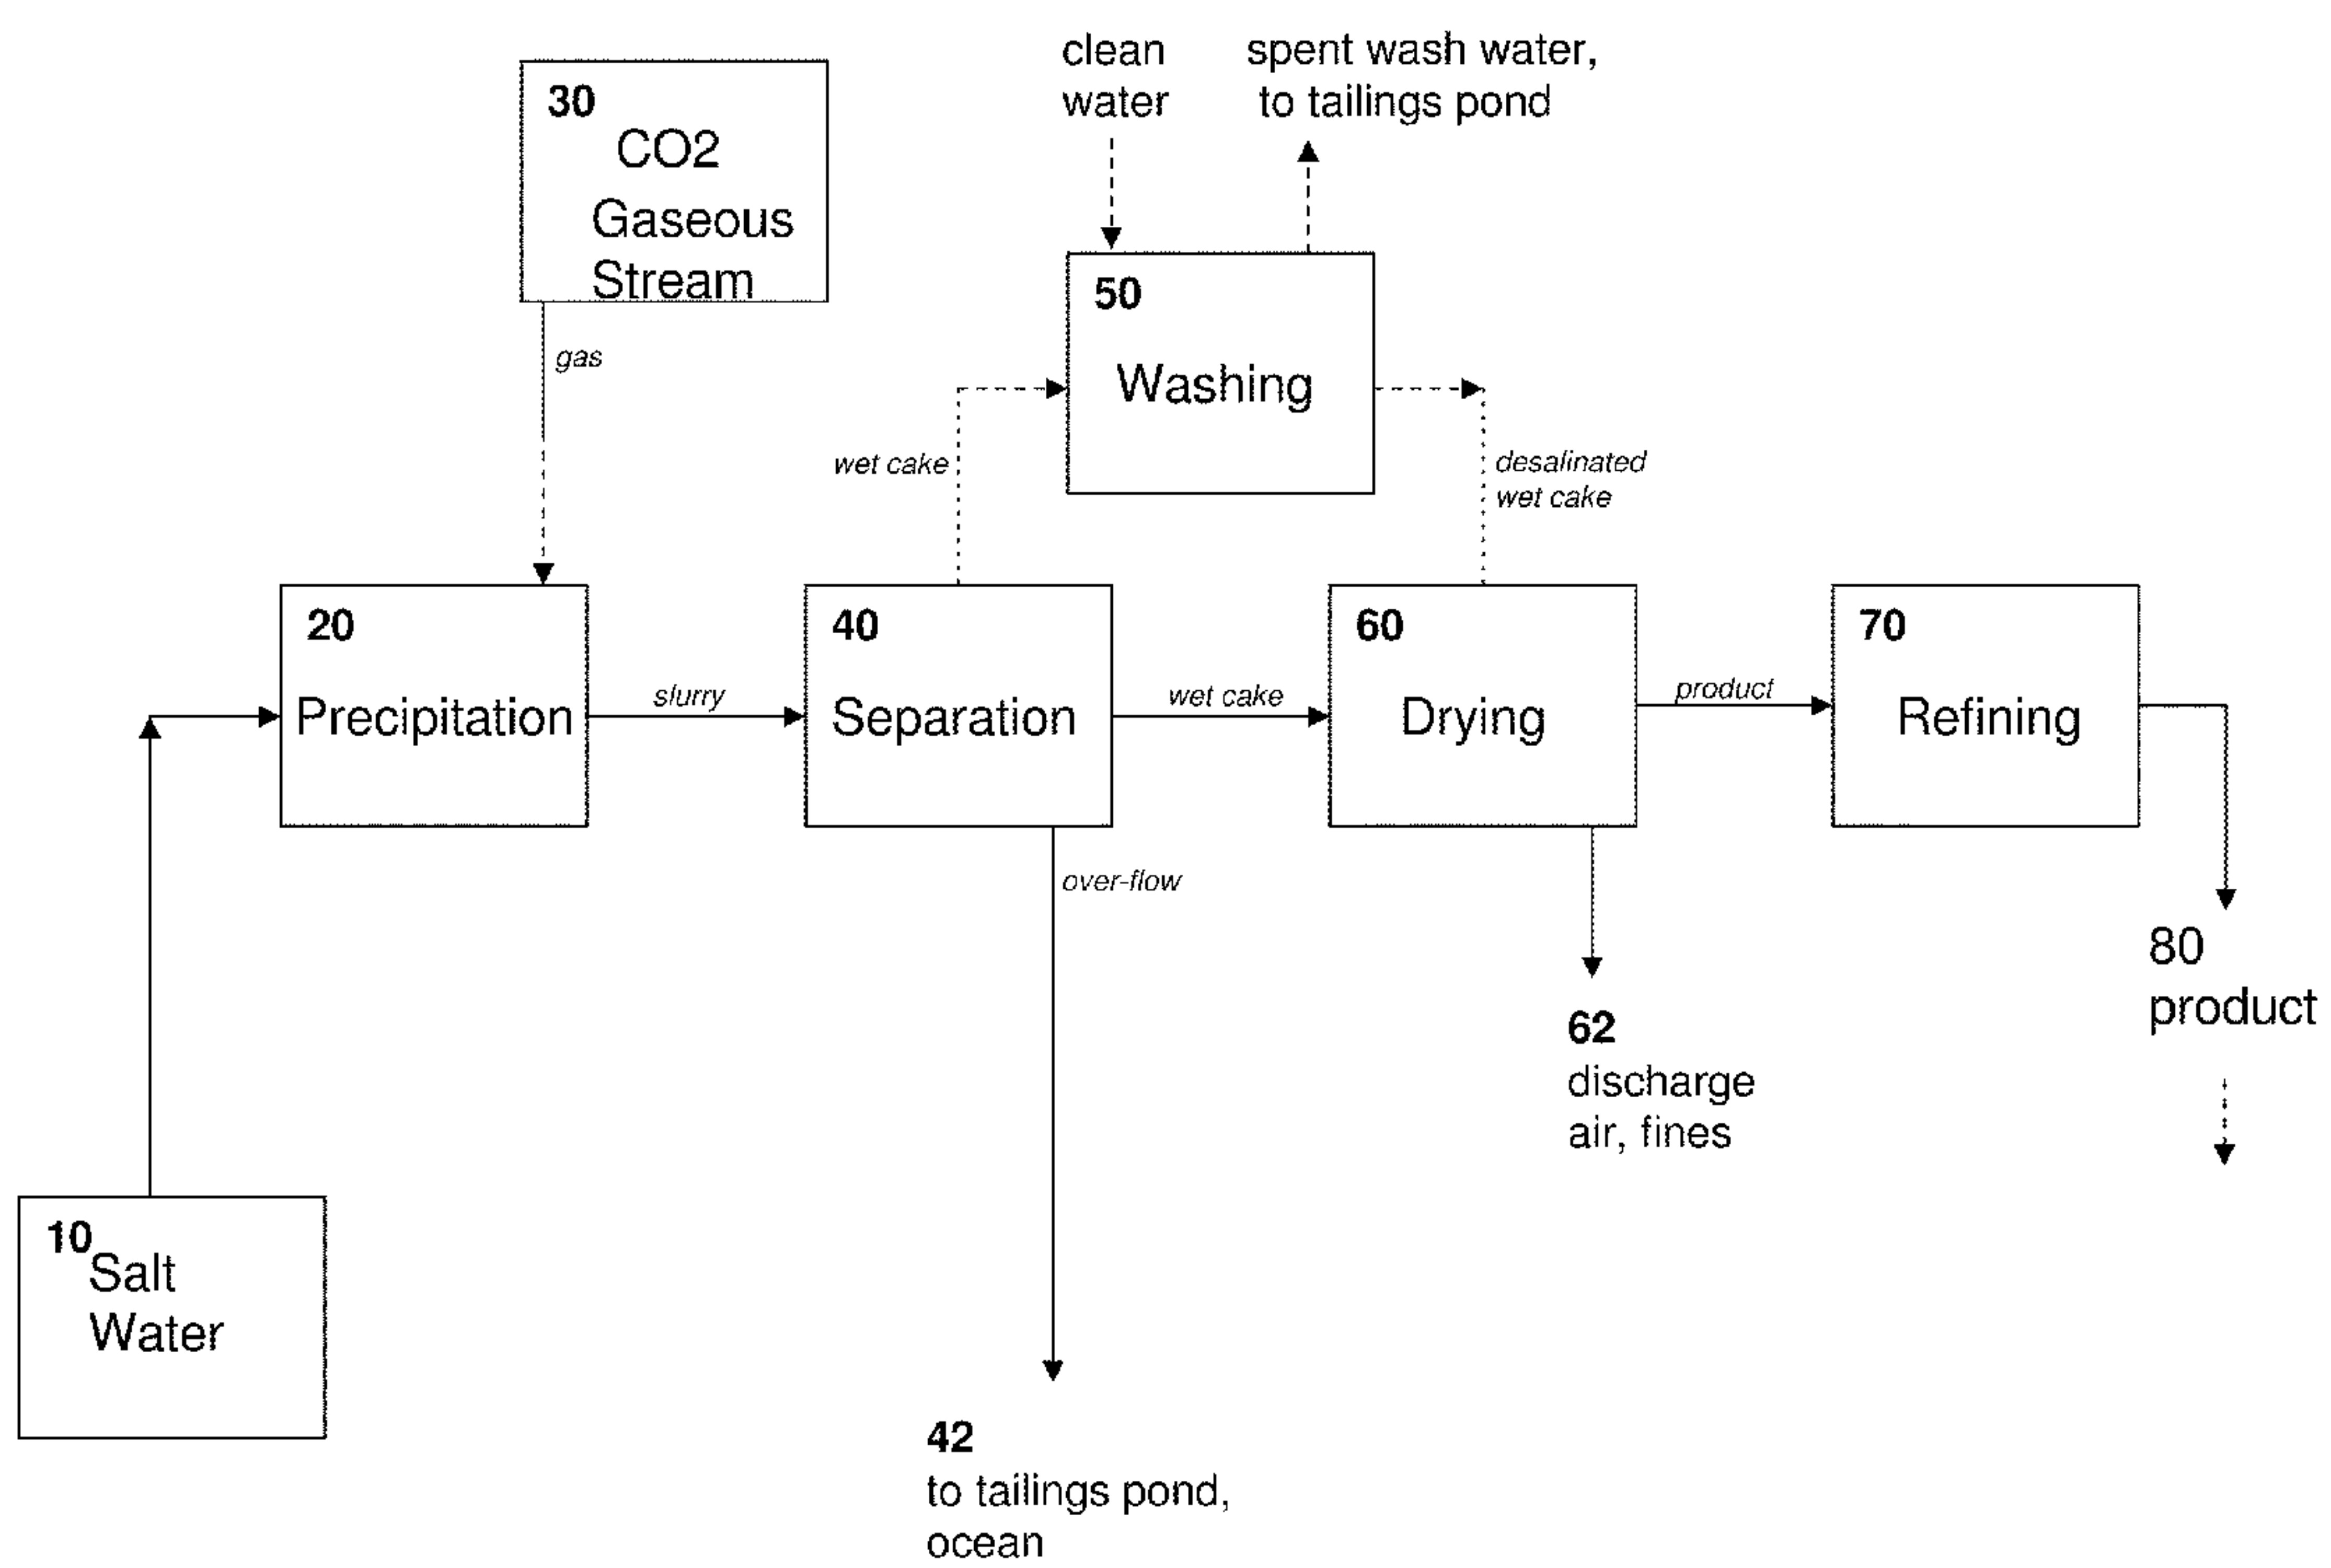 clean
water
spent wash water,
to tailings pond
30
CO2
Gaseous
Stream
gas
50
Washing
wet cake
desalinated
wet cake
20
Precipitation
slurry
40
Separation
wet cake
60
Drying
product
70
Refining
over-flow
80
product
62
discharge
air, fines
10
Salt
Water
42
to tailings pond,
ocean